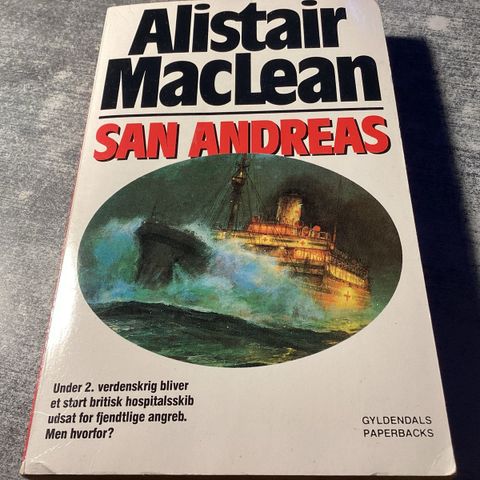 Alistair
MacLean
SAN ANDREAS
Under 2. verdenskrig bliver
et stort britisk hospitalsskib
udsat for fjendtlige angreb.
Men hvorfor?
GYLDENDALS
PAPERBACKS